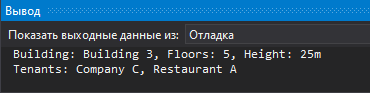 Вывод
Показать выходные данные из: Отладка
Building: Building 3, Floors: 5, Height: 25m
Tenants: Company C, Restaurant A